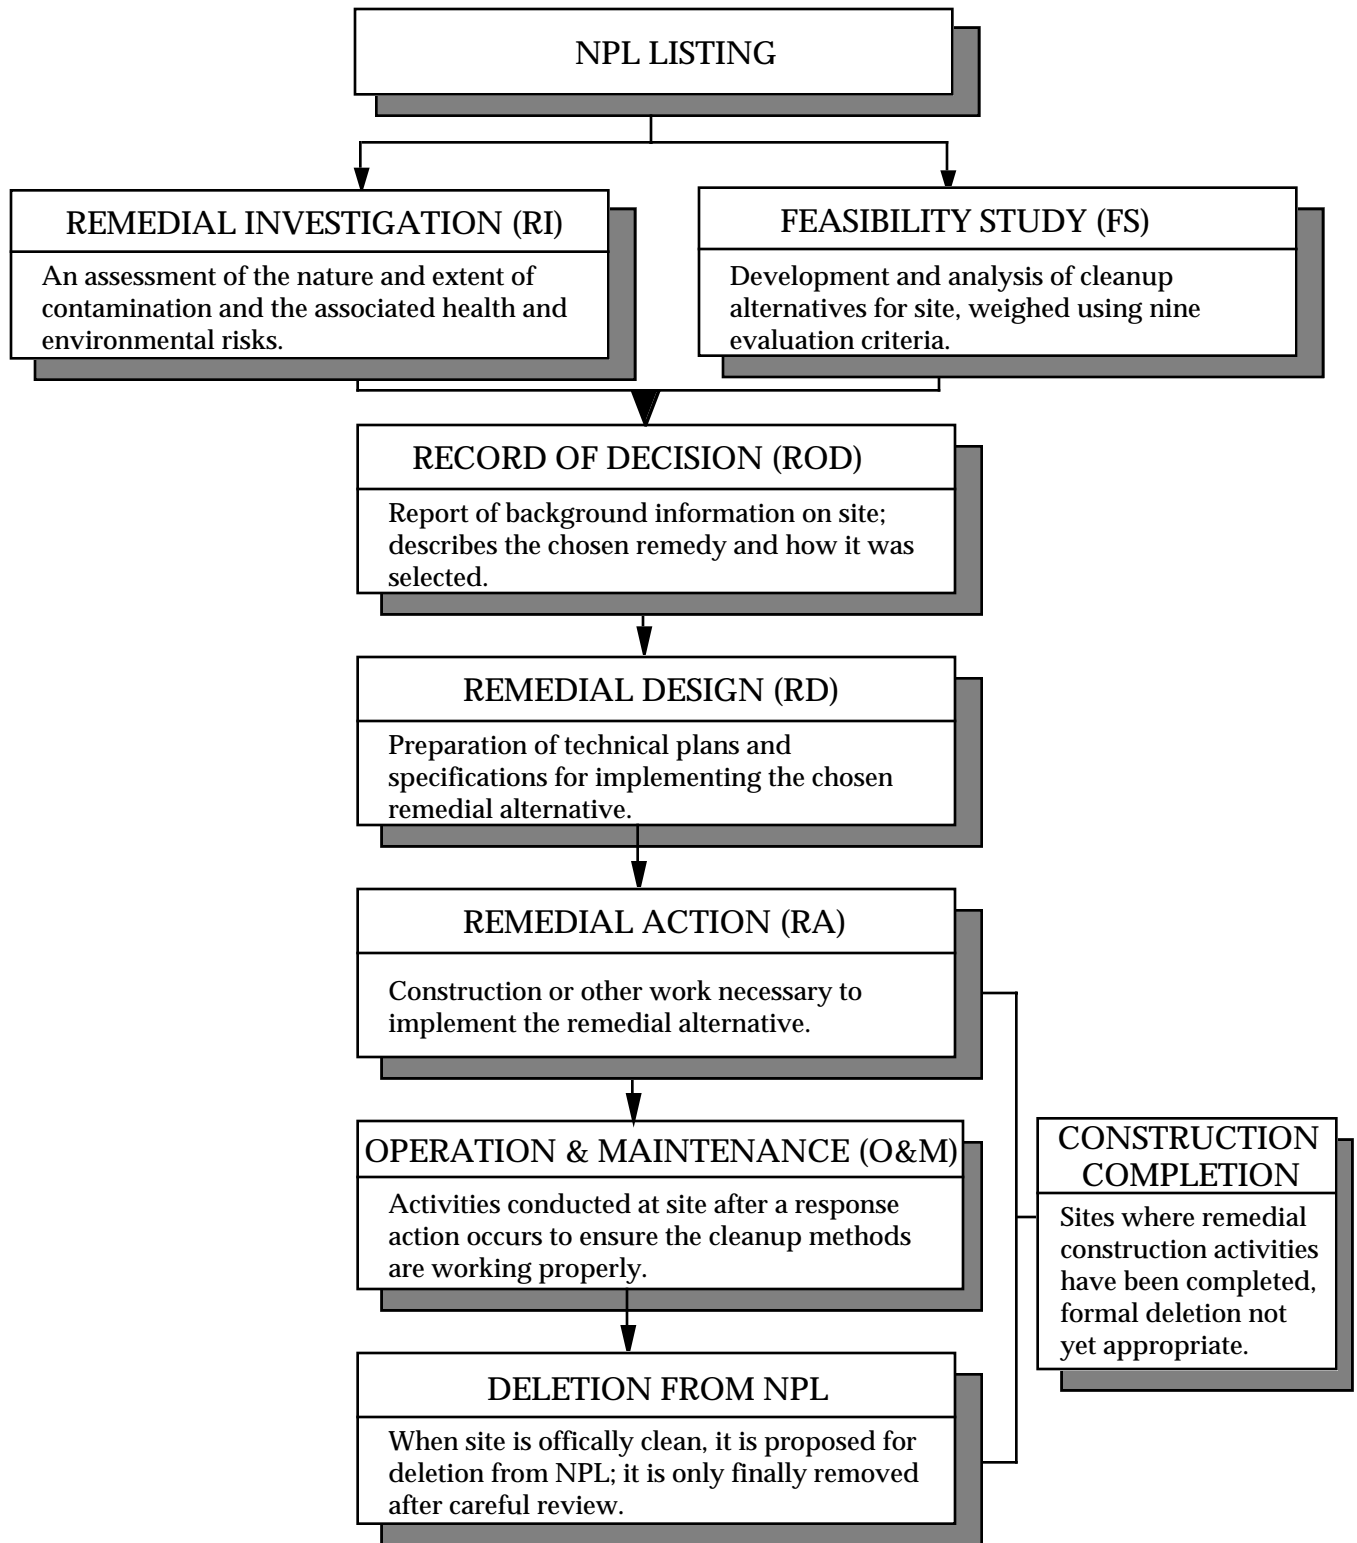 NPL LISTING
REMEDIAL INVESTIGATION (RI)
An assessment of the nature and extent of
contamination and the associated health and
environmental risks.
FEASIBILITY STUDY (FS)
Development and analysis of cleanup
alternatives for site, weighed using nine
evaluation criteria.
RECORD OF DECISION (ROD)
Report of background information on site;
describes the chosen remedy and how it was
selected.
REMEDIAL DESIGN (RD)
Preparation of technical plans and
specifications for implementing the chosen
remedial alternative.
REMEDIAL ACTION (RA)
Construction or other work necessary to
implement the remedial alternative.
OPERATION & MAINTENANCE (O&M)
Activities conducted at site after a response
action occurs to ensure the cleanup methods
are working properly.
CONSTRUCTION
COMPLETION
Sites where remedial
construction activities
have been completed,
formal deletion not
yet appropriate.
DELETION FROM NPL
When site is offically clean, it is proposed for
deletion from NPL; it is only finally removed
after careful review.